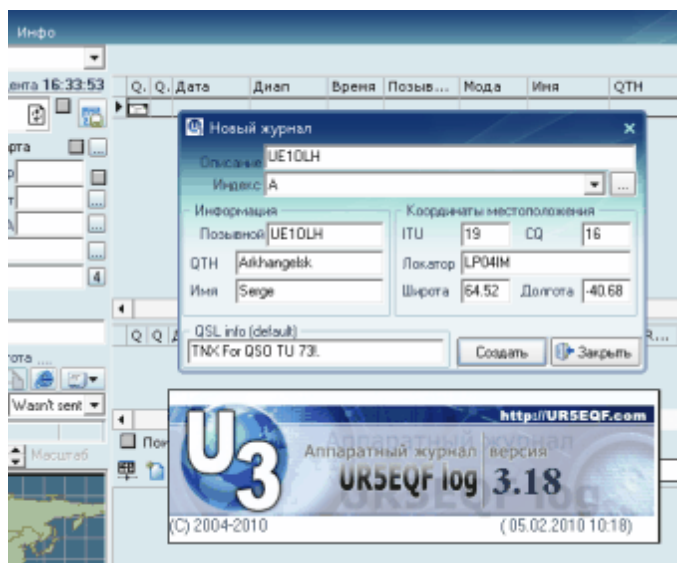 Инфо
16:33:53
Q. Q. Дата Диап Время Позыв... Мода Имя QTH
Новый журнал
Описание UE1OLH
Индекс A
Информация
Позывной UE1OLH
QTH Arkhangelsk
Имя Serge
Координаты местоположения
ITU 19 CQ 16
Локатор LP04IM
Широта 64.52 Долгота -40.68
QSL info (default)
TNX For QSO TU 73!.
Создать Закрыть
4
Q Q
R...
Wasn't sent
Масштаб
http://UR5EQF.com
U3
Аппаратный журнал версия
UR5EQF log 3.18
(C) 2004-2010 (05.02.2010 10:18)